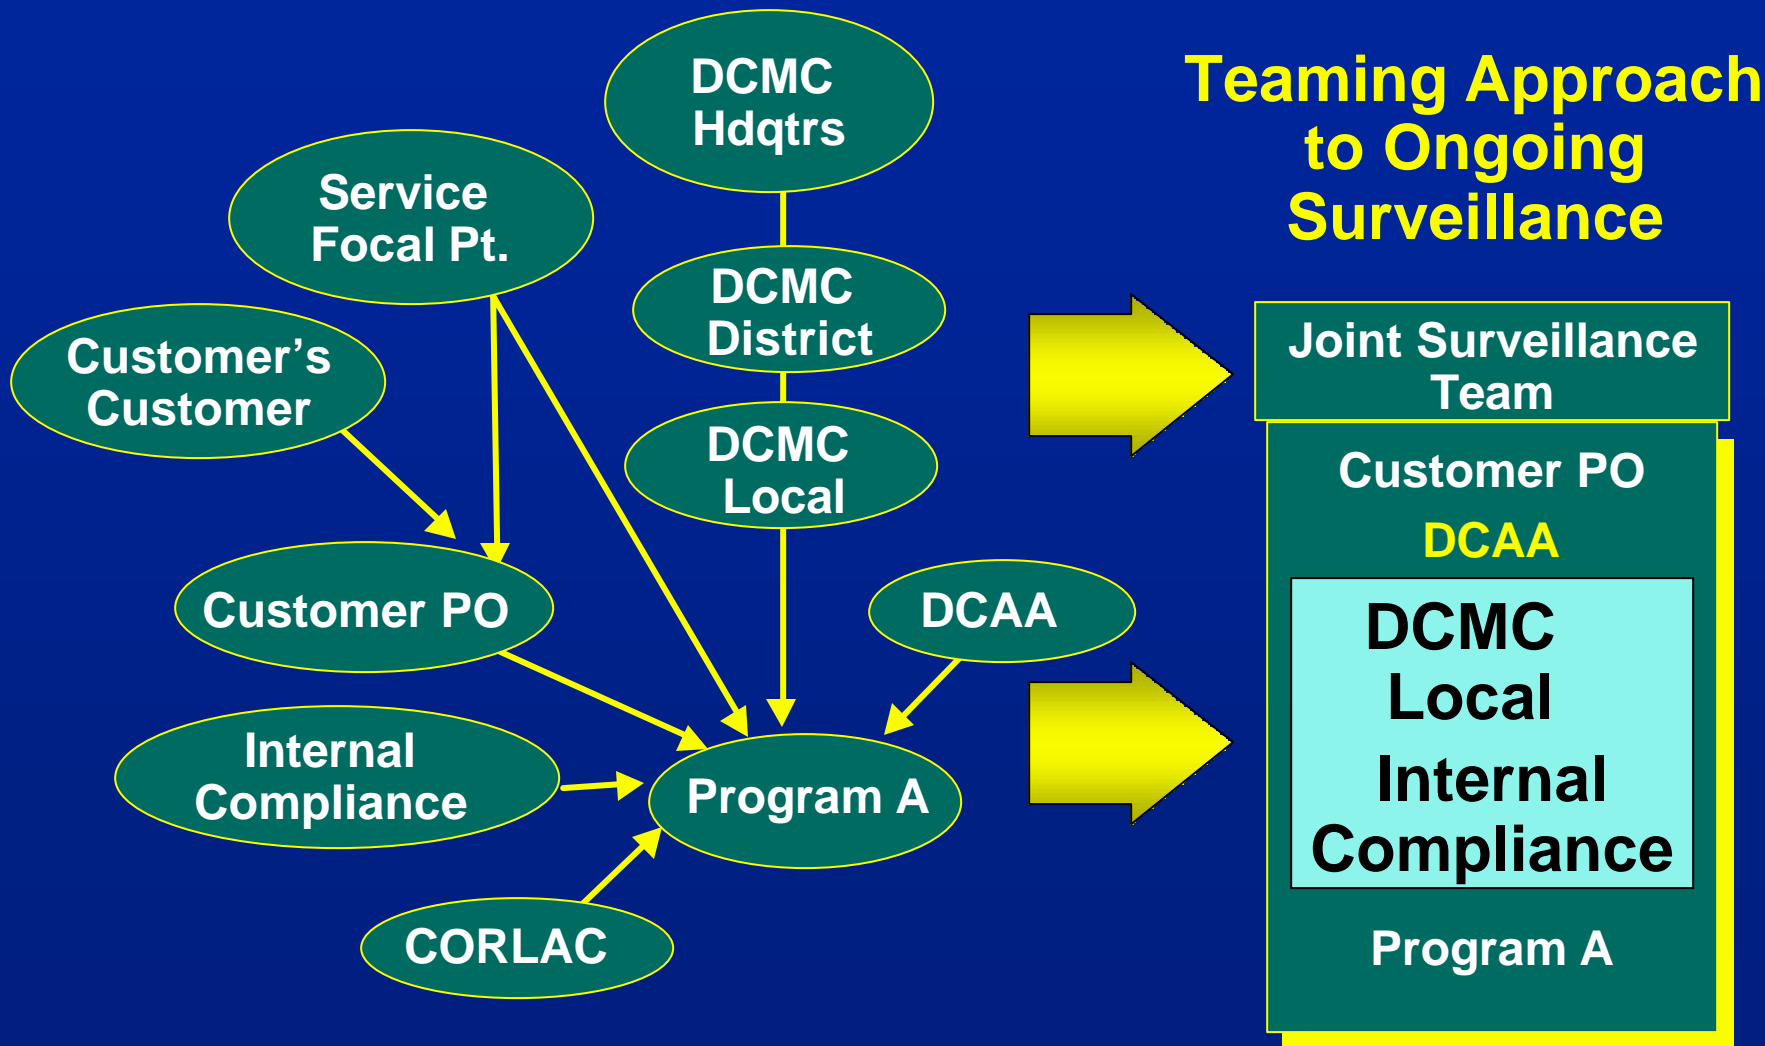 Teaming Approach
to Ongoing
Surveillance
DCMC
Hdqtrs
Service
Focal Pt.
DCMC
District
Customer’s
Customer
DCMC
Local
Customer PO
DCAA
Internal
Compliance
Program A
CORLAC
Joint Surveillance
Team
Customer PO
DCAA
DCMC
Local
Internal
Compliance
Program A